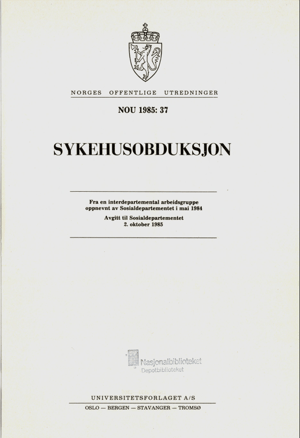 NORGES OFFENTLIGE UTREDNINGER
NOU 1985: 37
SYKEHUSOBDUKSJON
Fra en interdepartemental arbeidsgruppe
oppnevnt av Sosialdepartementet i mai 1984
Avgitt til Sosialdepartementet
2. oktober 1985
Nasjonalbiblioteket
Depotbiblioteket
UNIVERSITETSFORLAGET A/S
OSLO — BERGEN — STAVANGER — TROMSØ